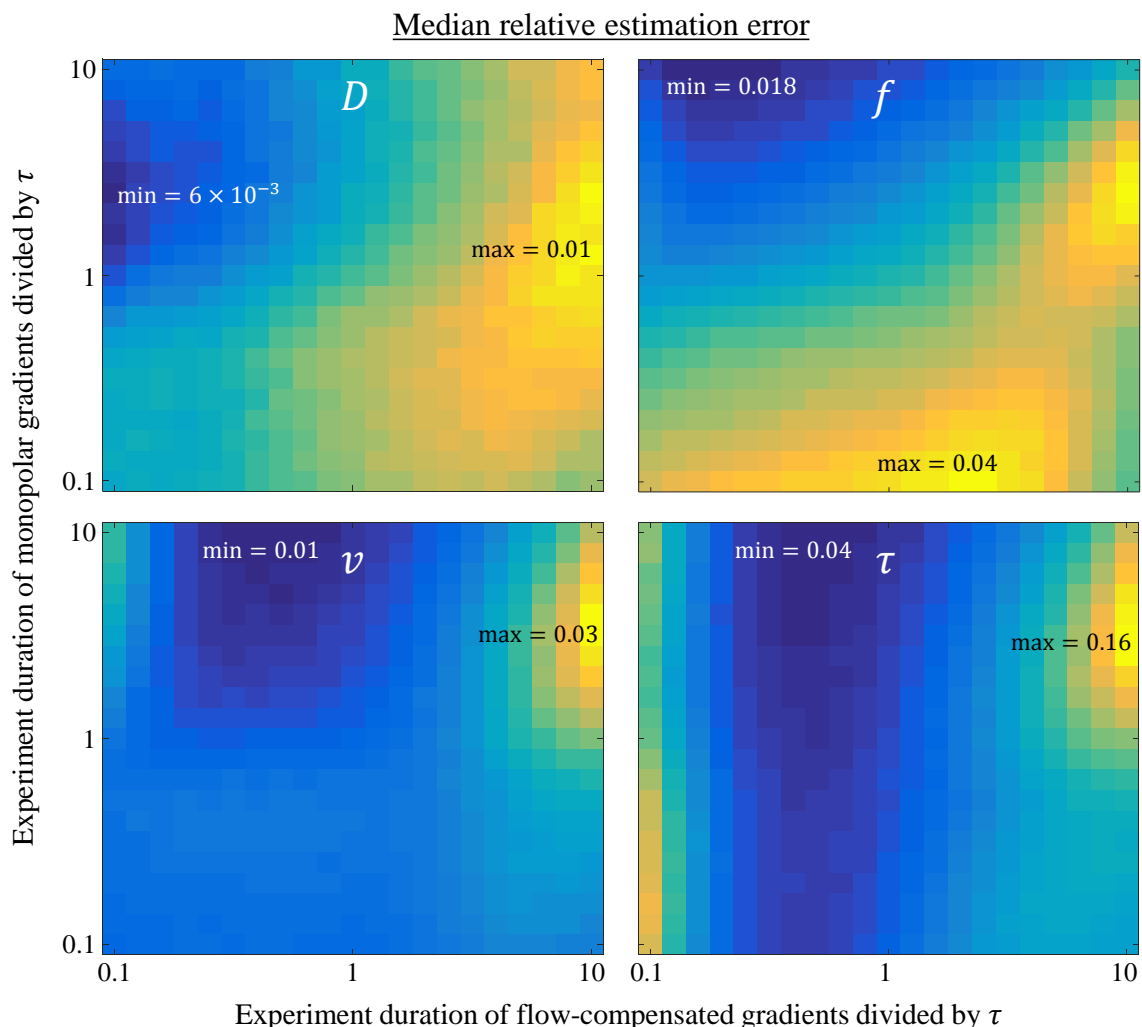 Median relative estimation error
Experiment duration of monopolar gradients divided by τ
10
1
0.1
D
min = 6 × 10⁻³
max = 0.01
f
min = 0.018
max = 0.04
10
1
0.1
v
min = 0.01
max = 0.03
τ
min = 0.04
max = 0.16
0.1 1 10
0.1 1 10
Experiment duration of flow-compensated gradients divided by τ